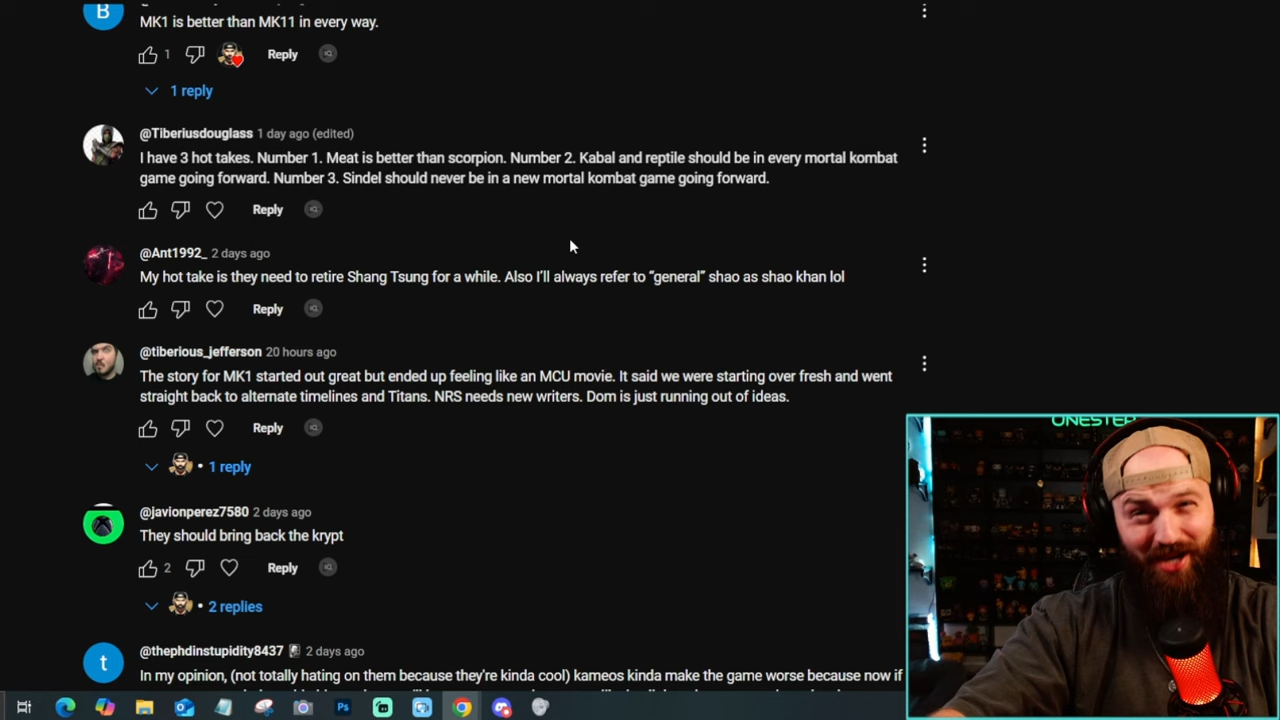 MK1 is better than MK11 in every way.
1
Reply
1 reply
@Tiberiusdouglass 1 day ago (edited)
I have 3 hot takes. Number 1. Meat is better than scorpion. Number 2. Kabal and reptile should be in every mortal kombat
game going forward. Number 3. Sindel should never be in a new mortal kombat game going forward.
Reply
@Ant1992_ 2 days ago
My hot take is they need to retire Shang Tsung for a while. Also I'll always refer to “general” shao as shao khan lol
Reply
@tiberious_jefferson 20 hours ago
The story for MK1 started out great but ended up feeling like an MCU movie. It said we were starting over fresh and went
straight back to alternate timelines and Titans. NRS needs new writers. Dom is just running out of ideas.
Reply
1 reply
ONESTEP
@javionperez7580 2 days ago
They should bring back the krypt
2
Reply
2 replies
@thephdinstupidity8437 2 days ago
In my opinion, (not totally hating on them because they're kinda cool) kameos kinda make the game worse because now if